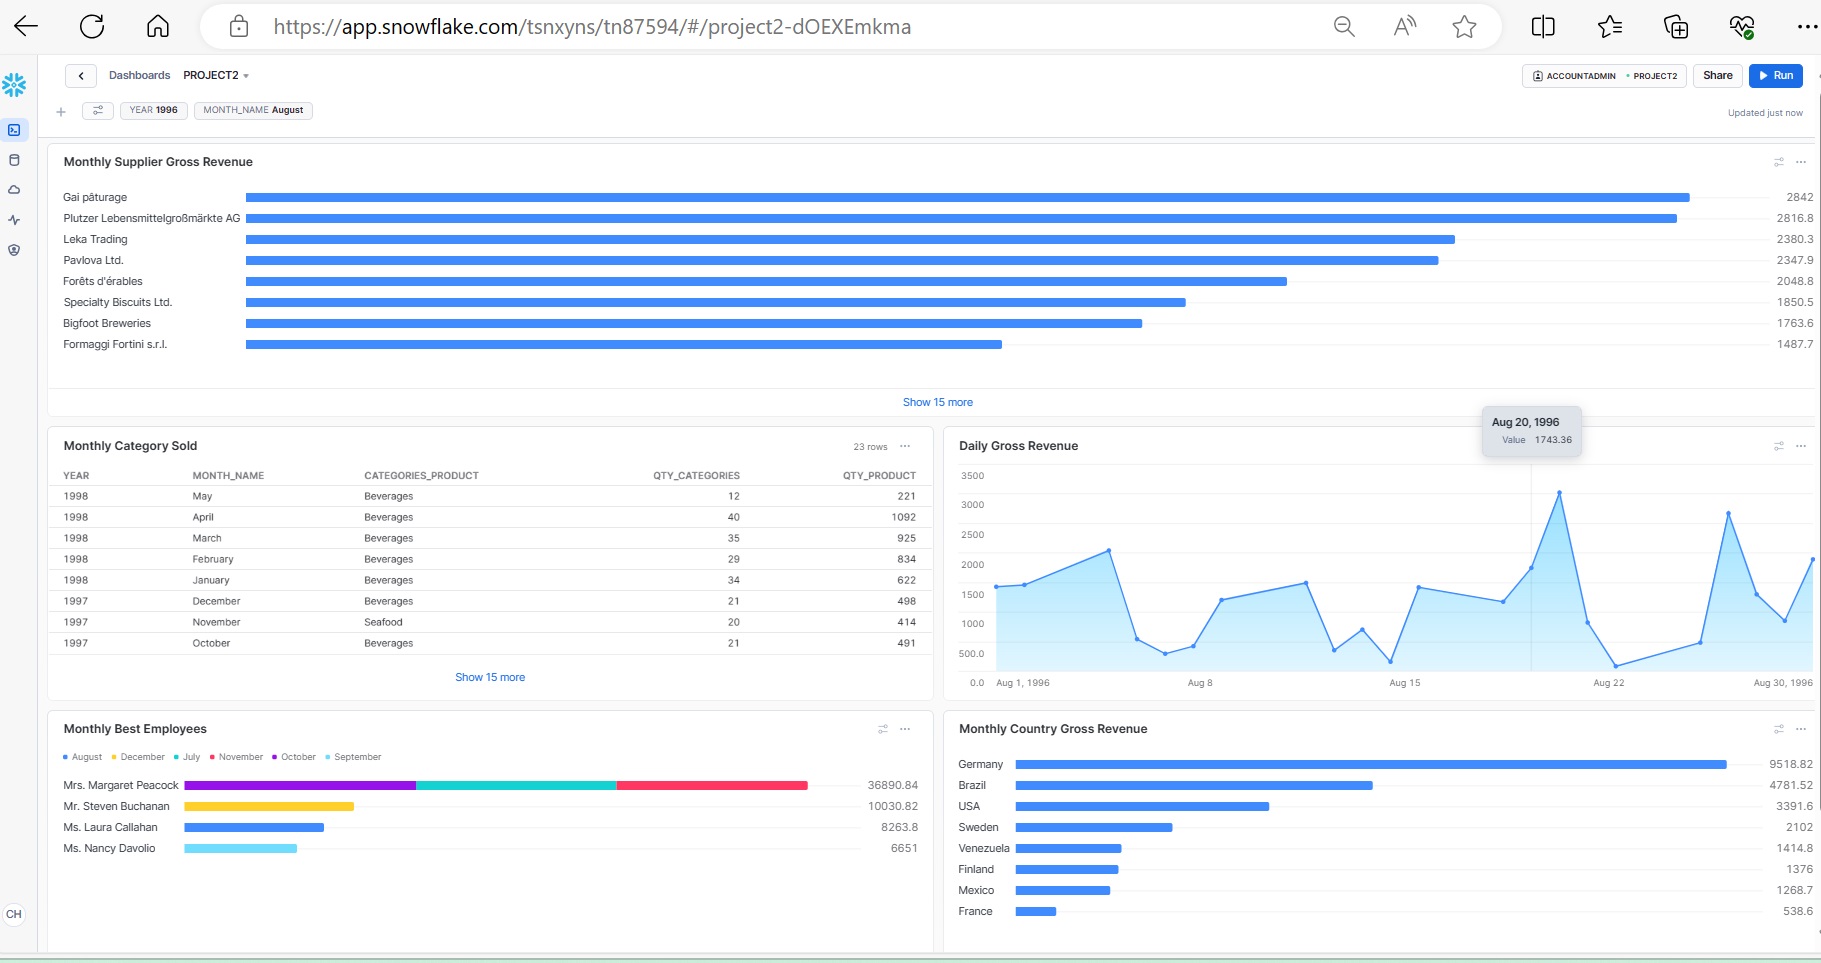 https://app.snowflake.com/tsnxyns/tn87594/#/project2-dOEXEmkma
Dashboards PROJECT2
ACCOUNTADMIN • PROJECT2 Share Run
YEAR 1996 MONTH_NAME August
Updated just now
Monthly Supplier Gross Revenue
Gai pâturage 2842
Plutzer Lebensmittelgroßmärkte AG 2816.8
Leka Trading 2380.3
Pavlova Ltd. 2347.9
Forêts d'érables 2048.8
Specialty Biscuits Ltd. 1850.5
Bigfoot Breweries 1763.6
Formaggi Fortini s.r.l. 1487.7
Show 15 more
Monthly Category Sold 23 rows
YEAR MONTH_NAME CATEGORIES_PRODUCT QTY_CATEGORIES QTY_PRODUCT
1998 May Beverages 12 221
1998 April Beverages 40 1092
1998 March Beverages 35 925
1998 February Beverages 29 834
1998 January Beverages 34 622
1997 December Beverages 21 498
1997 November Seafood 20 414
1997 October Beverages 21 491
Show 15 more
Daily Gross Revenue
Aug 20, 1996
Value 1743.36
3500
3000
2500
2000
1500
1000
500.0
0.0 Aug 1, 1996 Aug 8 Aug 15 Aug 22 Aug 30, 1996
Monthly Best Employees
August December July November October September
Mrs. Margaret Peacock 36890.84
Mr. Steven Buchanan 10030.82
Ms. Laura Callahan 8263.8
Ms. Nancy Davolio 6651
Monthly Country Gross Revenue
Germany 9518.82
Brazil 4781.52
USA 3391.6
Sweden 2102
Venezuela 1414.8
Finland 1376
Mexico 1268.7
France 538.6
CH